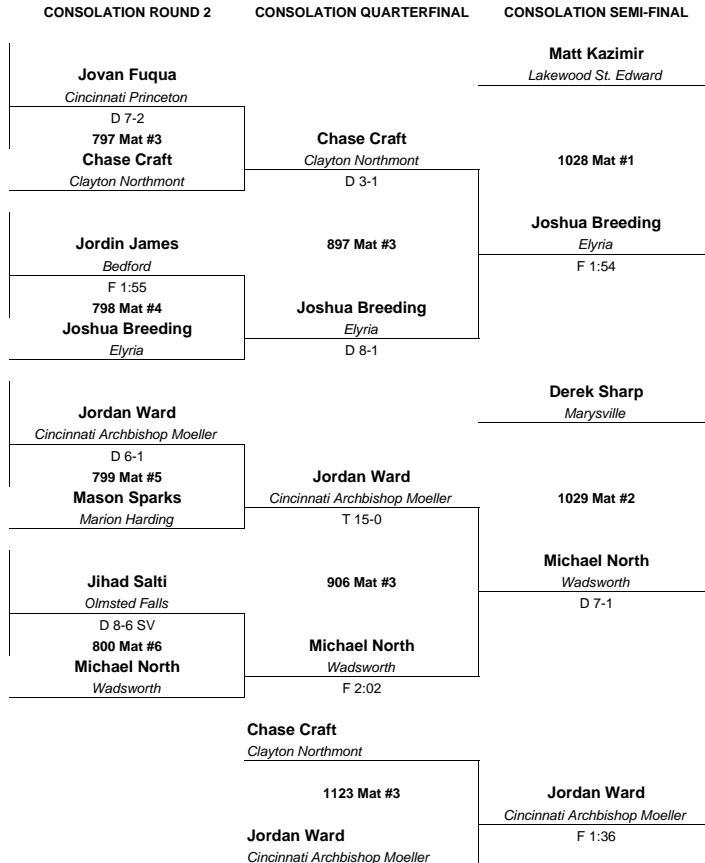 CONSOLATION ROUND 2 CONSOLATION QUARTERFINAL CONSOLATION SEMI-FINAL
Matt Kazimir
Lakewood St. Edward
Jovan Fuqua
Cincinnati Princeton
D 7-2
797 Mat #3
Chase Craft
Clayton Northmont
Chase Craft
Clayton Northmont
D 3-1
1028 Mat #1
Jordin James
Bedford
F 1:55
798 Mat #4
Joshua Breeding
Elyria
897 Mat #3
Joshua Breeding
Elyria
D 8-1
Joshua Breeding
Elyria
F 1:54
Derek Sharp
Marysville
Jordan Ward
Cincinnati Archbishop Moeller
D 6-1
799 Mat #5
Mason Sparks
Marion Harding
Jordan Ward
Cincinnati Archbishop Moeller
T 15-0
1029 Mat #2
Jihad Salti
Olmsted Falls
D 8-6 SV
800 Mat #6
Michael North
Wadsworth
906 Mat #3
Michael North
Wadsworth
F 2:02
Michael North
Wadsworth
D 7-1
Chase Craft
Clayton Northmont
1123 Mat #3
Jordan Ward
Cincinnati Archbishop Moeller
Jordan Ward
Cincinnati Archbishop Moeller
F 1:36